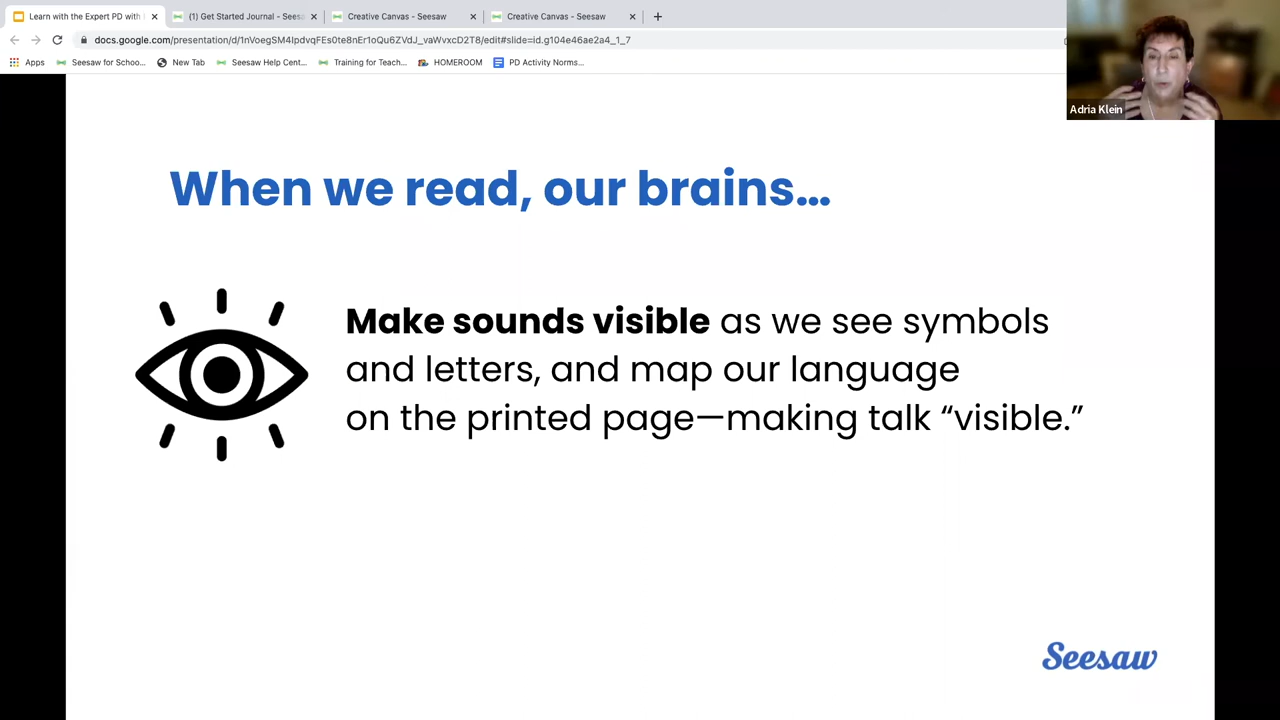 Learn with the Expert PD with
(1) Get Started Journal - Seesa
Creative Canvas - Seesaw
Creative Canvas - Seesaw
docs.google.com/presentation/d/1nVoegSM4IpdvqFEs0te8nEr1oQu6ZVdJ_vaWvxcD2T8/edit#slide=id.g104e46ae2a4_1_7
Apps
Seesaw for Schoo...
New Tab
Seesaw Help Cent...
Training for Teach...
HOMEROOM
PD Activity Norms...
Adria Klein
When we read, our brains...
Make sounds visible as we see symbols
and letters, and map our language
on the printed page—making talk “visible.”
Seesaw